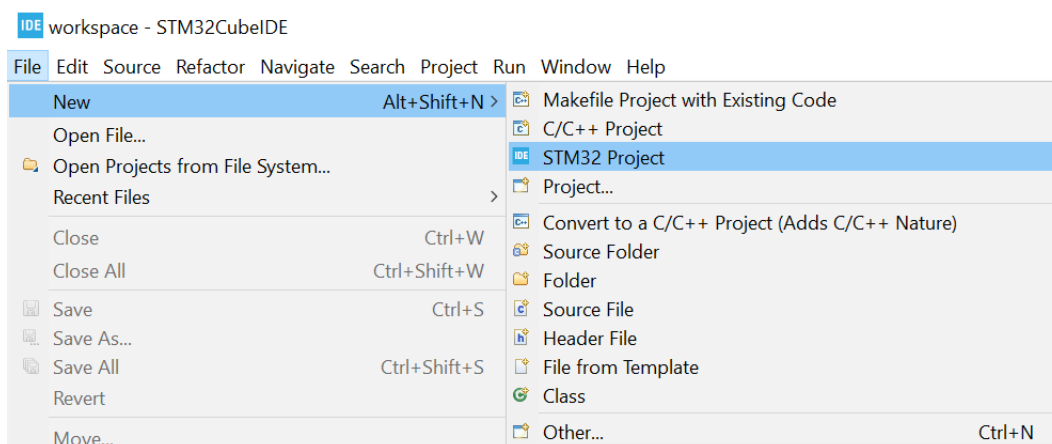 IDE workspace - STM32CubeIDE
File Edit Source Refactor Navigate Search Project Run Window Help
New Alt+Shift+N >
Open File...
Open Projects from File System...
Recent Files >
Close Ctrl+W
Close All Ctrl+Shift+W
Save Ctrl+S
Save As...
Save All Ctrl+Shift+S
Revert
Move...
Makefile Project with Existing Code
C/C++ Project
IDE STM32 Project
Project...
Convert to a C/C++ Project (Adds C/C++ Nature)
Source Folder
Folder
Source File
Header File
File from Template
Class
Other... Ctrl+N